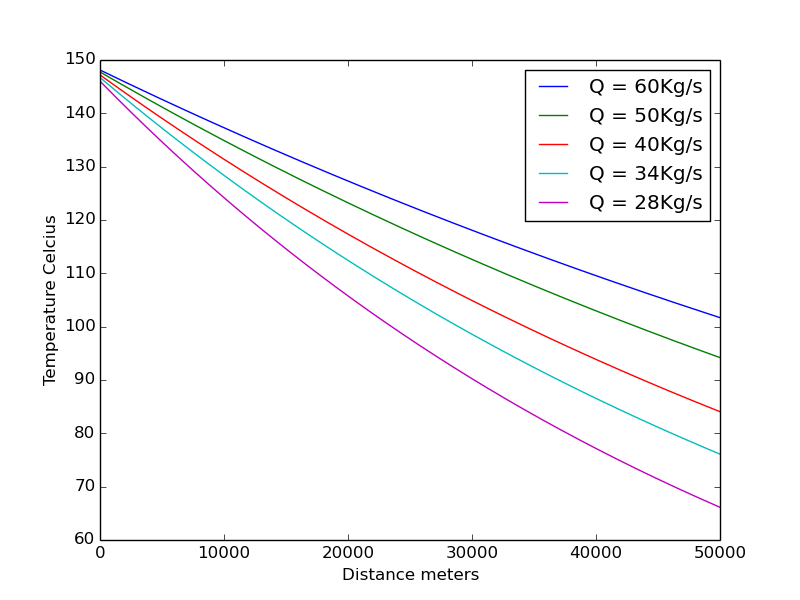 150
140
130
120
110
100
90
80
70
60
Temperature Celcius
Q = 60Kg/s
Q = 50Kg/s
Q = 40Kg/s
Q = 34Kg/s
Q = 28Kg/s
0 10000 20000 30000 40000 50000
Distance meters